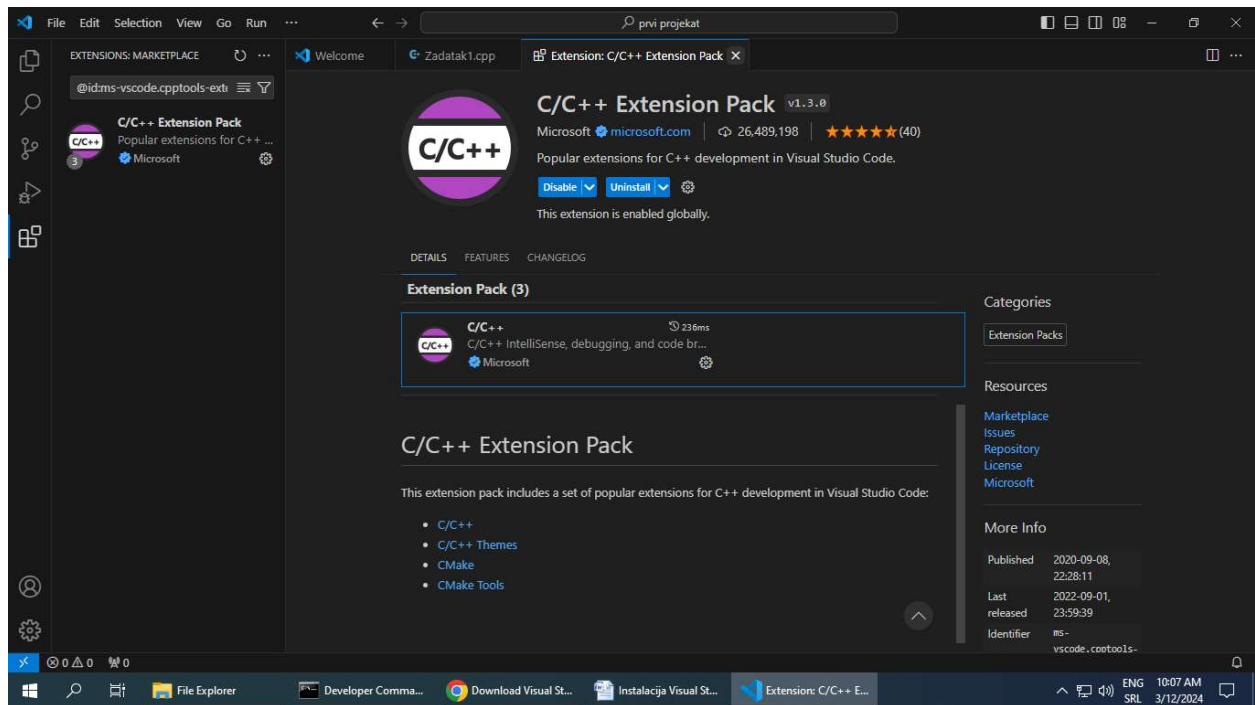 File Edit Selection View Go Run ···
prvi projekat
EXTENSIONS: MARKETPLACE
Welcome
Zadatak1.cpp
Extension: C/C++ Extension Pack
@id:ms-vscode.cpptools-exte
C/C++ Extension Pack
Popular extensions for C++ ...
Microsoft
C/C++
3
C/C++
C/C++ Extension Pack v1.3.0
Microsoft microsoft.com 26,489,198 (40)
Popular extensions for C++ development in Visual Studio Code.
Disable Uninstall
This extension is enabled globally.
DETAILS FEATURES CHANGELOG
Extension Pack (3)
C/C++
C/C++ 236ms
C/C++ IntelliSense, debugging, and code br...
Microsoft
C/C++ Extension Pack
This extension pack includes a set of popular extensions for C++ development in Visual Studio Code:
• C/C++
• C/C++ Themes
• CMake
• CMake Tools
Categories
Extension Packs
Resources
Marketplace
Issues
Repository
License
Microsoft
More Info
Published 2020-09-08,
22:28:11
Last 2022-09-01,
released 23:59:39
Identifier ms-
vscode.cpptools-
0 0 0
File Explorer
Developer Comma...
Download Visual St...
Instalacija Visual St...
Extension: C/C++ E...
ENG 10:07 AM
SRL 3/12/2024